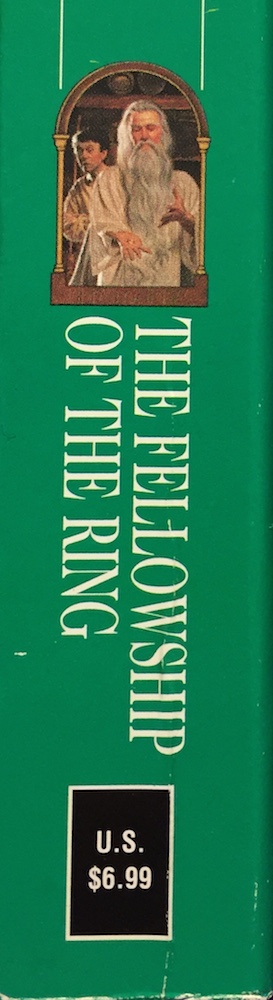 THE FELLOWSHIP
OF THE RING
U.S.
$6.99